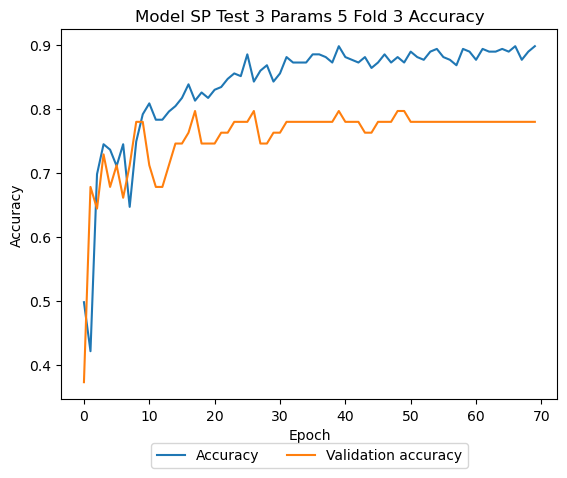 Model SP Test 3 Params 5 Fold 3 Accuracy
0.9
0.8
0.7
0.6
0.5
0.4
Accuracy
0 10 20 30 40 50 60 70
Epoch
Accuracy Validation accuracy